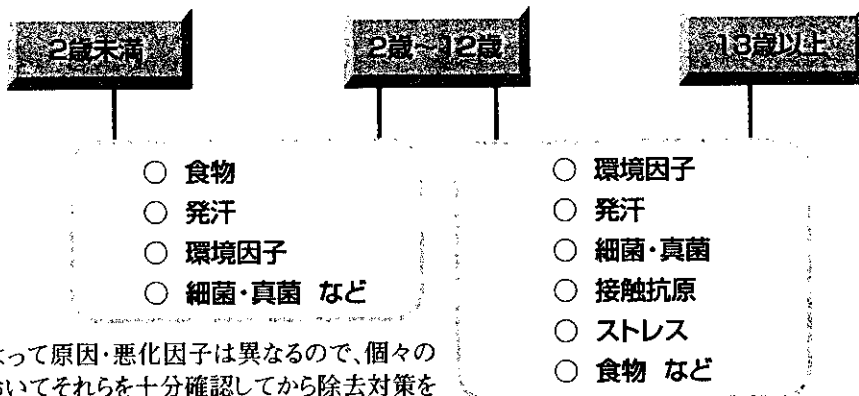 2歳未満
2歳～12歳
13歳以上
○ 食物
○ 発汗
○ 環境因子
○ 細菌・真菌 など
○ 環境因子
○ 発汗
○ 細菌・真菌
○ 接触抗原
○ ストレス
○ 食物 など
よって原因・悪化因子は異なるので、個々の
おいてそれらを十分確認してから除去対策を